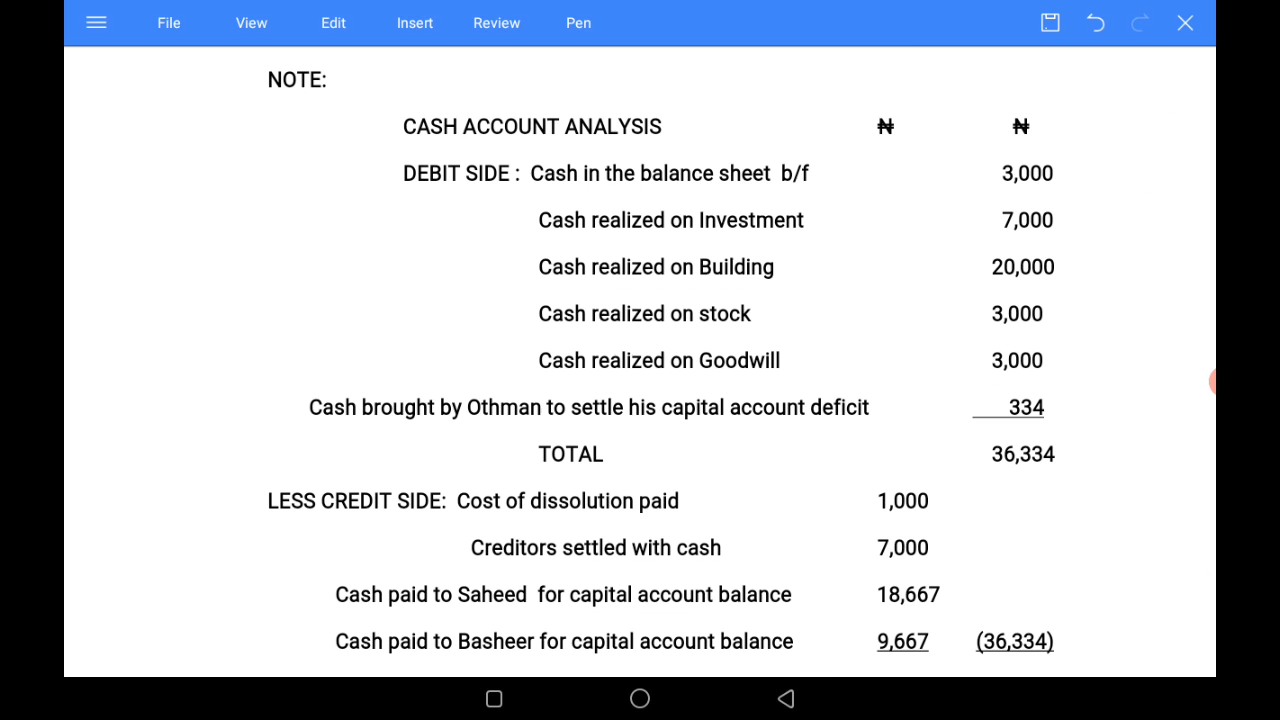 File View Edit Insert Review Pen
NOTE:
CASH ACCOUNT ANALYSIS ₦ ₦
DEBIT SIDE : Cash in the balance sheet b/f 3,000
Cash realized on Investment 7,000
Cash realized on Building 20,000
Cash realized on stock 3,000
Cash realized on Goodwill 3,000
Cash brought by Othman to settle his capital account deficit 334
TOTAL 36,334
LESS CREDIT SIDE: Cost of dissolution paid 1,000
Creditors settled with cash 7,000
Cash paid to Saheed for capital account balance 18,667
Cash paid to Basheer for capital account balance 9,667 (36,334)